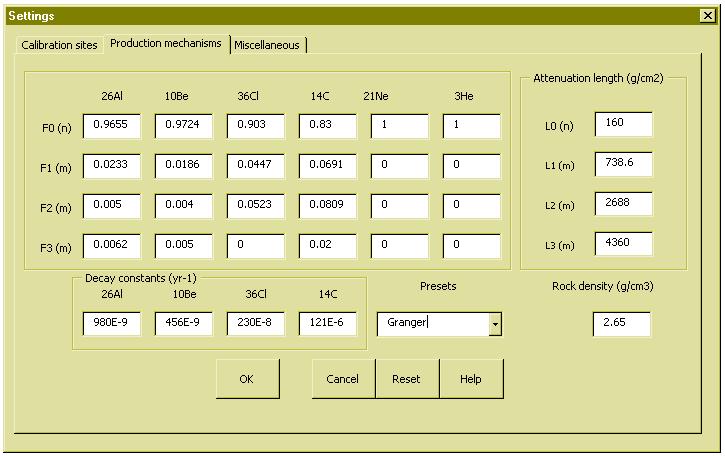 Settings
Calibration sites Production mechanisms Miscellaneous
Attenuation length (g/cm2)
26Al 10Be 36Cl 14C 21Ne 3He
F0 (n) 0.9655 0.9724 0.903 0.83 1 1 L0 (n) 160
F1 (m) 0.0233 0.0186 0.0447 0.0691 0 0 L1 (m) 738.6
F2 (m) 0.005 0.004 0.0523 0.0809 0 0 L2 (m) 2688
F3 (m) 0.0062 0.005 0 0.02 0 0 L3 (m) 4360
Decay constants (yr-1) Presets Rock density (g/cm3)
26Al 10Be 36Cl 14C
980E-9 456E-9 230E-8 121E-6 Granger 2.65
OK Cancel Reset Help